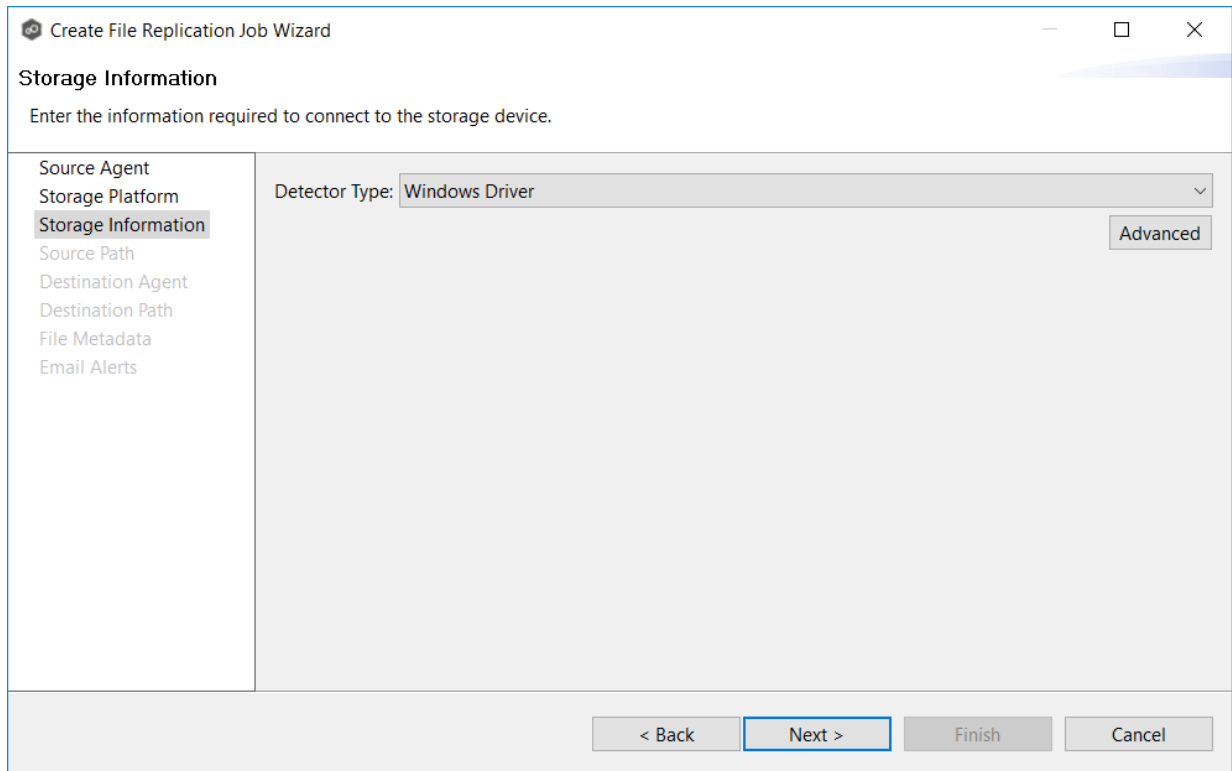 Create File Replication Job Wizard
Storage Information
Enter the information required to connect to the storage device.
Source Agent
Storage Platform
Storage Information
Source Path
Destination Agent
Destination Path
File Metadata
Email Alerts
Detector Type: Windows Driver
Advanced
< Back Next > Finish Cancel